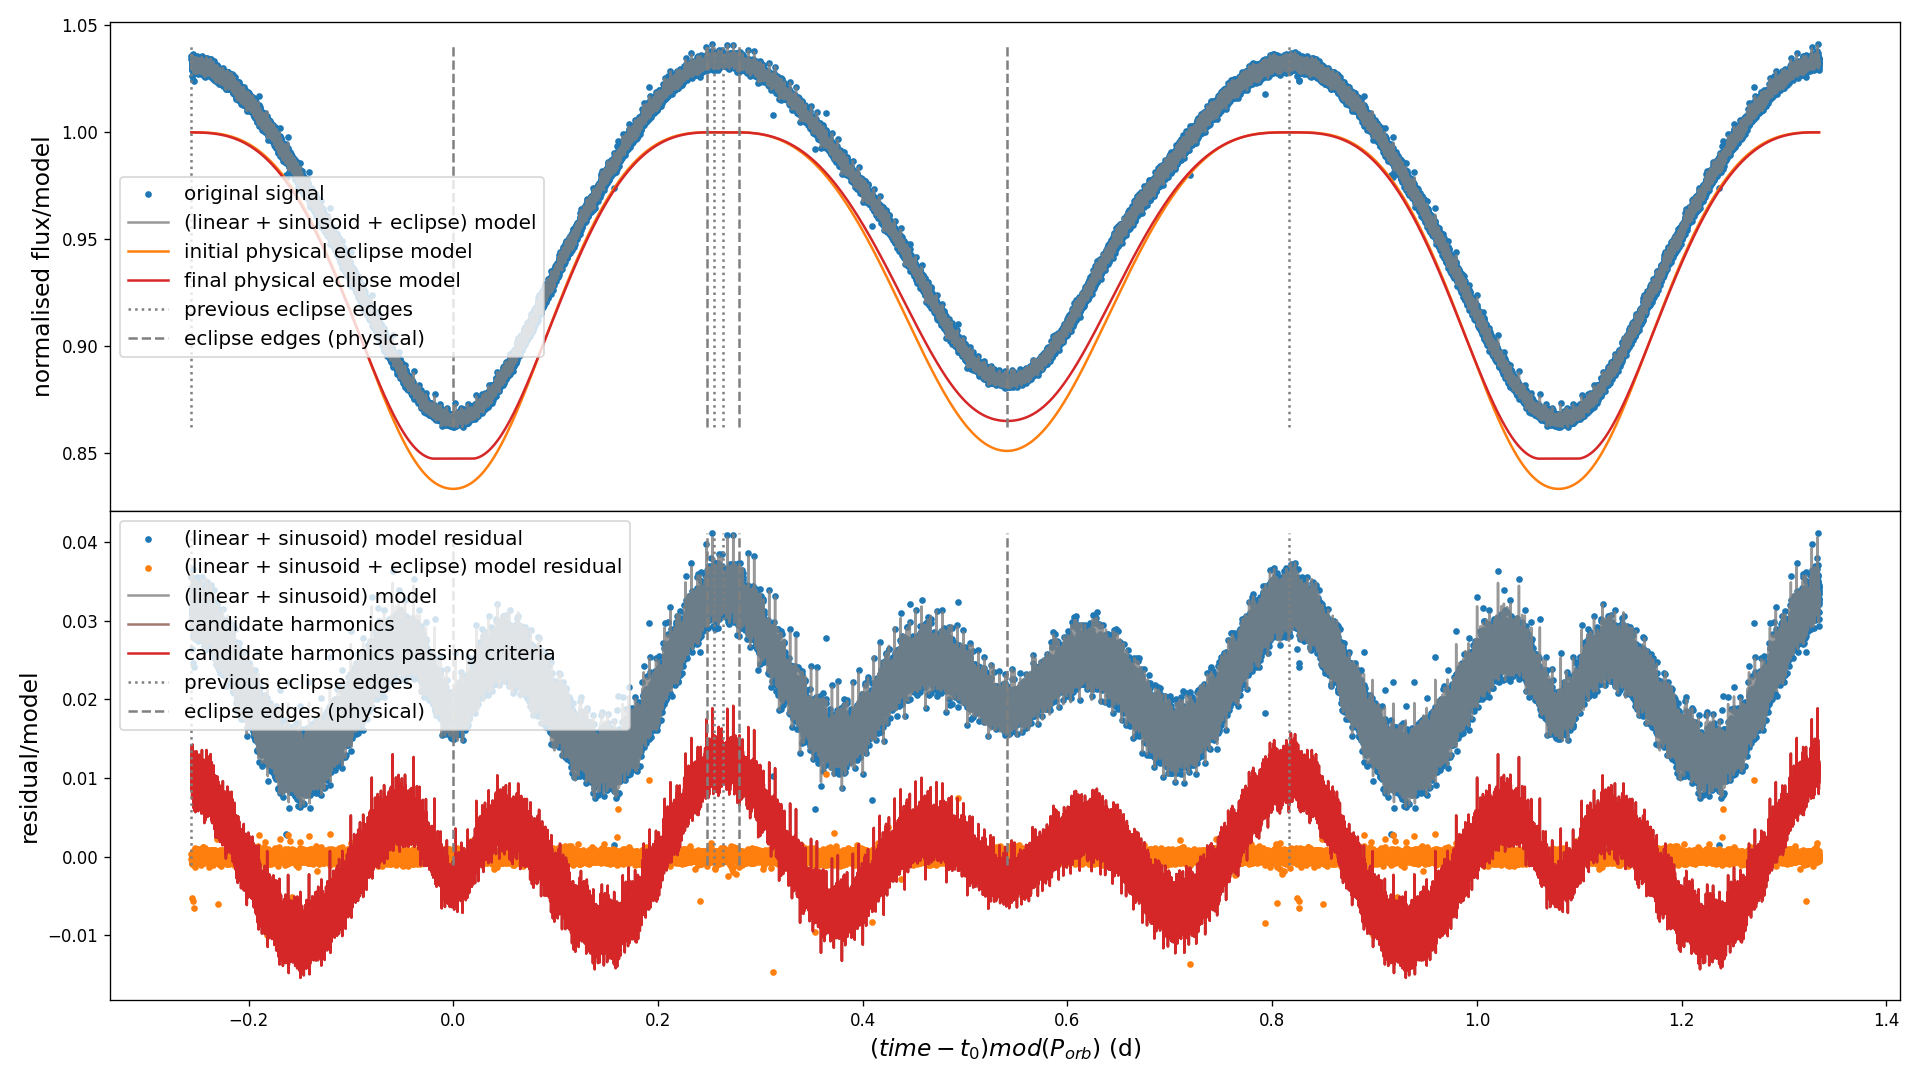 1.05
1.00
0.95
0.90
0.85
normalised flux/model
original signal
(linear + sinusoid + eclipse) model
initial physical eclipse model
final physical eclipse model
previous eclipse edges
eclipse edges (physical)
0.04
0.03
0.02
0.01
0.00
−0.01
residual/model
(linear + sinusoid) model residual
(linear + sinusoid + eclipse) model residual
(linear + sinusoid) model
candidate harmonics
candidate harmonics passing criteria
previous eclipse edges
eclipse edges (physical)
−0.2 0.0 0.2 0.4 0.6 0.8 1.0 1.2 1.4
(time − t₀)mod(P_orb) (d)